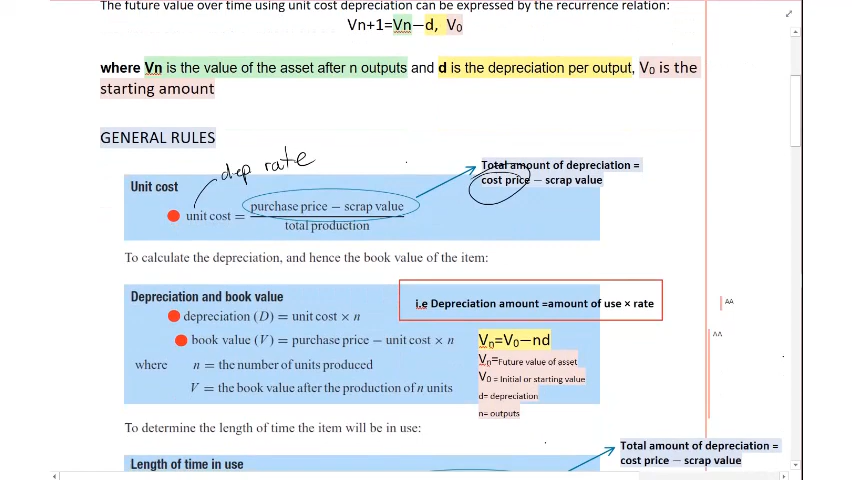 The future value over time using unit cost depreciation can be expressed by the recurrence relation:
Vn+1=Vn−d, V0
where Vn is the value of the asset after n outputs and d is the depreciation per output, V0 is the
starting amount
GENERAL RULES
dep rate
Total amount of depreciation =
cost price − scrap value
Unit cost
unit cost = purchase price − scrap value
total production
To calculate the depreciation, and hence the book value of the item:
Depreciation and book value
i.e Depreciation amount =amount of use × rate
depreciation (D) = unit cost × n
book value (V) = purchase price − unit cost × n
where n = the number of units produced
V = the book value after the production of n units
Vn=V0−nd
Vn=Future value of asset
V0 = Initial or starting value
d= depreciation
n= outputs
AA
AA
To determine the length of time the item will be in use:
Total amount of depreciation =
cost price − scrap value
Length of time in use